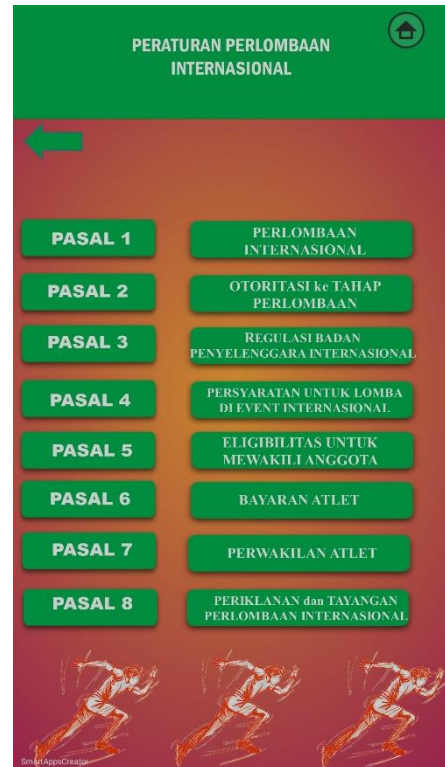 PERATURAN PERLOMBAAN
INTERNASIONAL
PASAL 1
PERLOMBAAN
INTERNASIONAL
PASAL 2
OTORITASI ke TAHAP
PERLOMBAAN
PASAL 3
REGULASI BADAN
PENYELENGGARA INTERNASIONAL
PASAL 4
PERSYARATAN UNTUK LOMBA
DI EVENT INTERNASIONAL
PASAL 5
ELIGIBILITAS UNTUK
MEWAKILI ANGGOTA
PASAL 6
BAYARAN ATLET
PASAL 7
PERWAKILAN ATLET
PASAL 8
PERIKLANAN dan TAYANGAN
PERLOMBAAN INTERNASIONAL
SmartAppsCreator